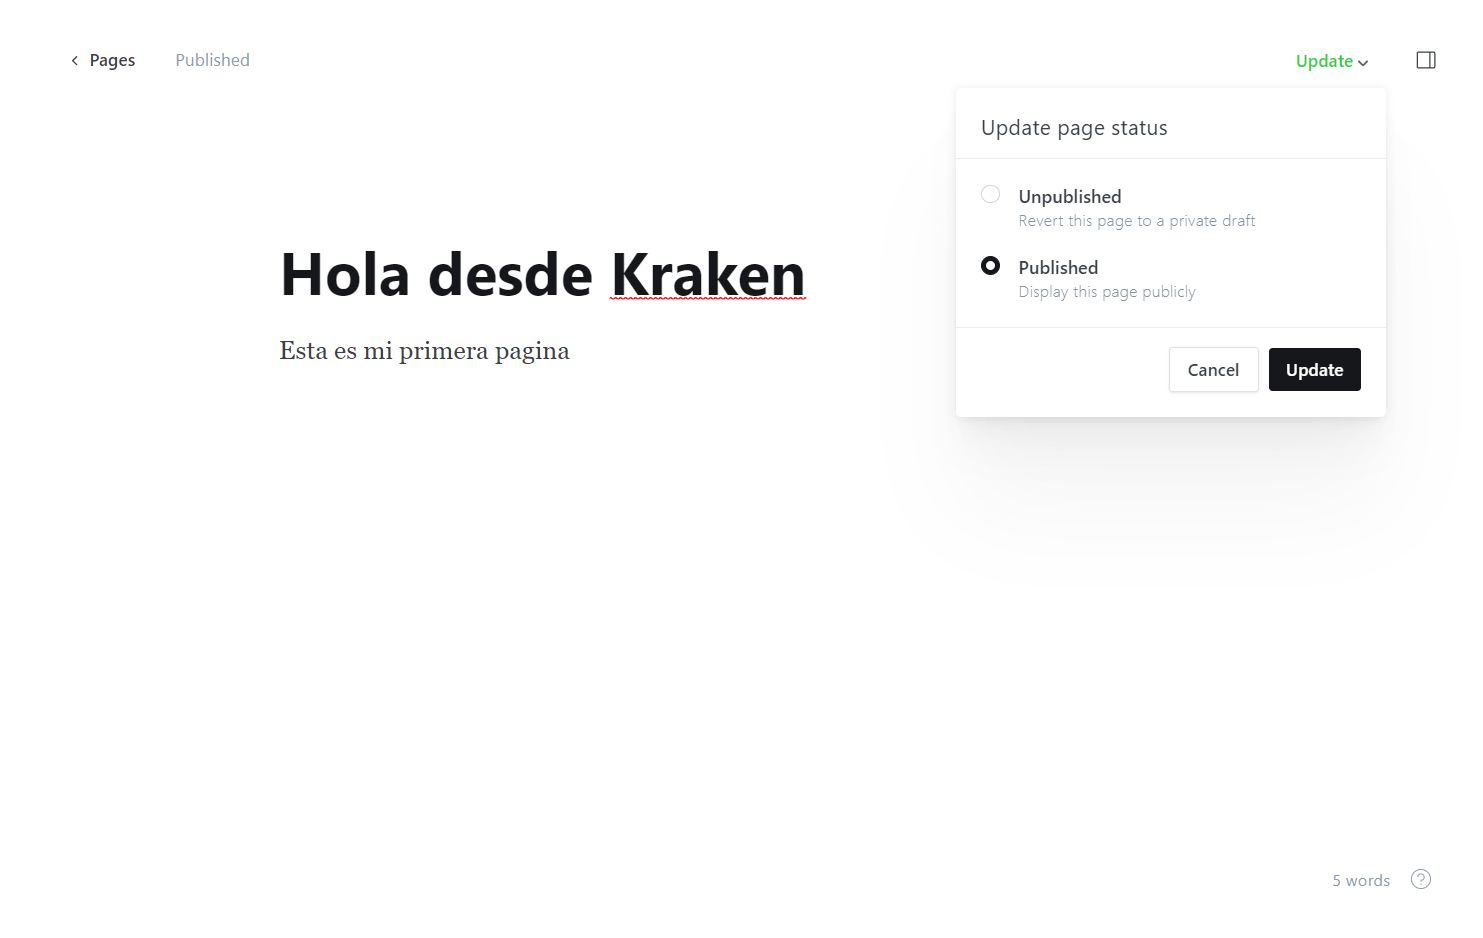 Pages
Published
Update
Update page status
Unpublished
Revert this page to a private draft
Published
Display this page publicly
Cancel
Update
Hola desde Kraken
Esta es mi primera pagina
5 words
?